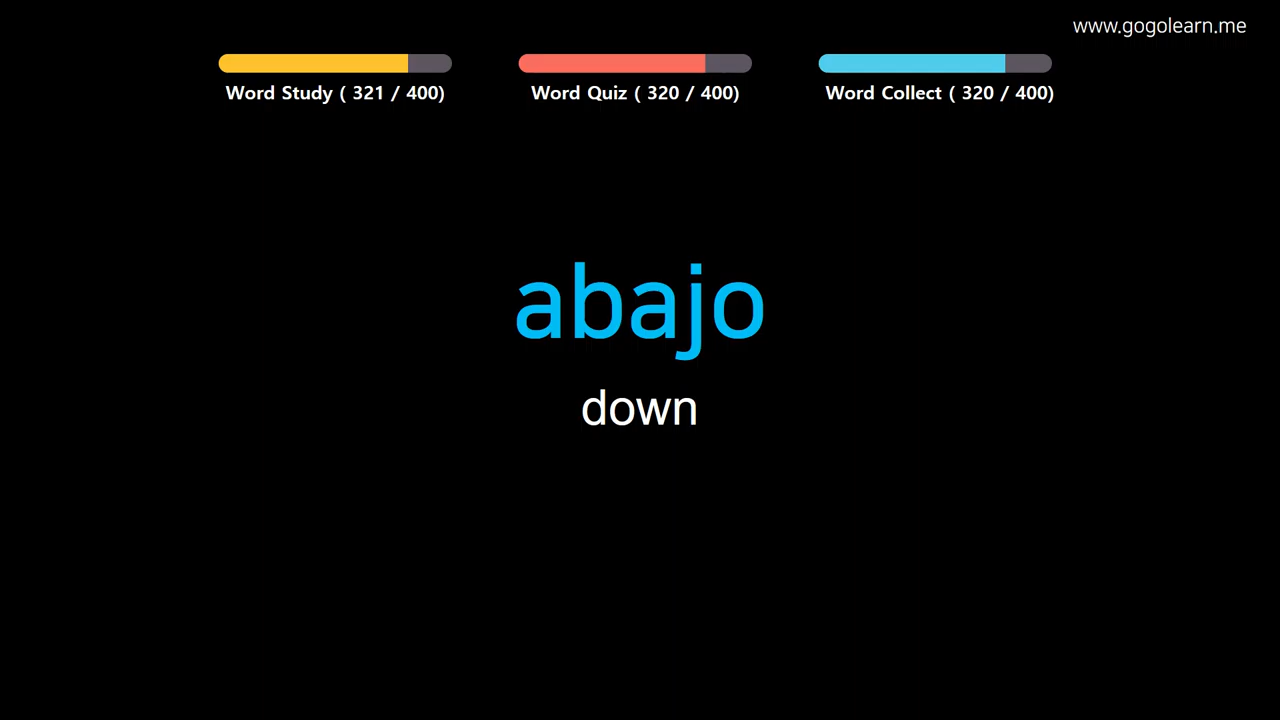 www.gogolearn.me
Word Study ( 321 / 400)
Word Quiz ( 320 / 400)
Word Collect ( 320 / 400)
abajo
down